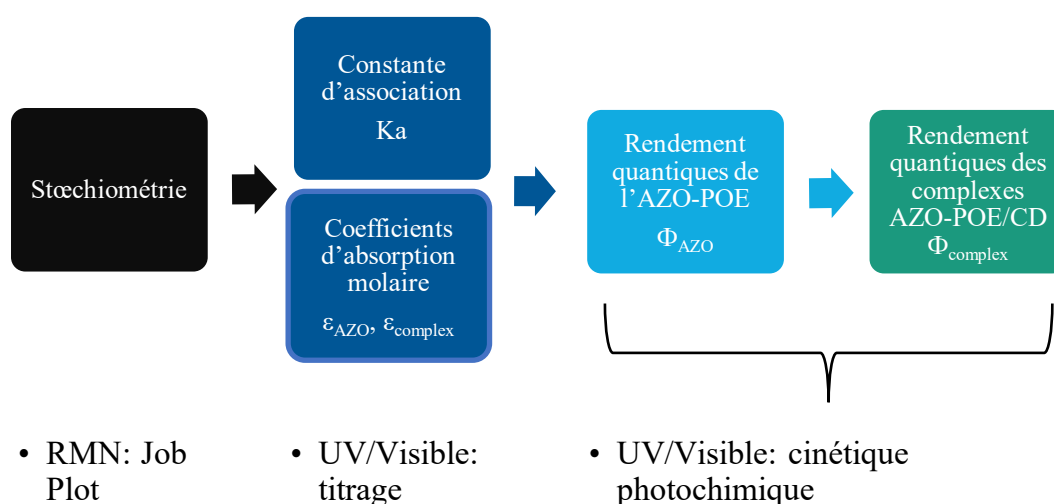 Stœchiométrie
Constante
d’association
Ka
Coefficients
d’absorption
molaire
εAZO, εcomplex
Rendement
quantiques de
l’AZO-POE
ΦAZO
Rendement
quantiques des
complexes
AZO-POE/CD
Φcomplex
• RMN: Job
Plot
• UV/Visible:
titrage
• UV/Visible: cinétique
photochimique